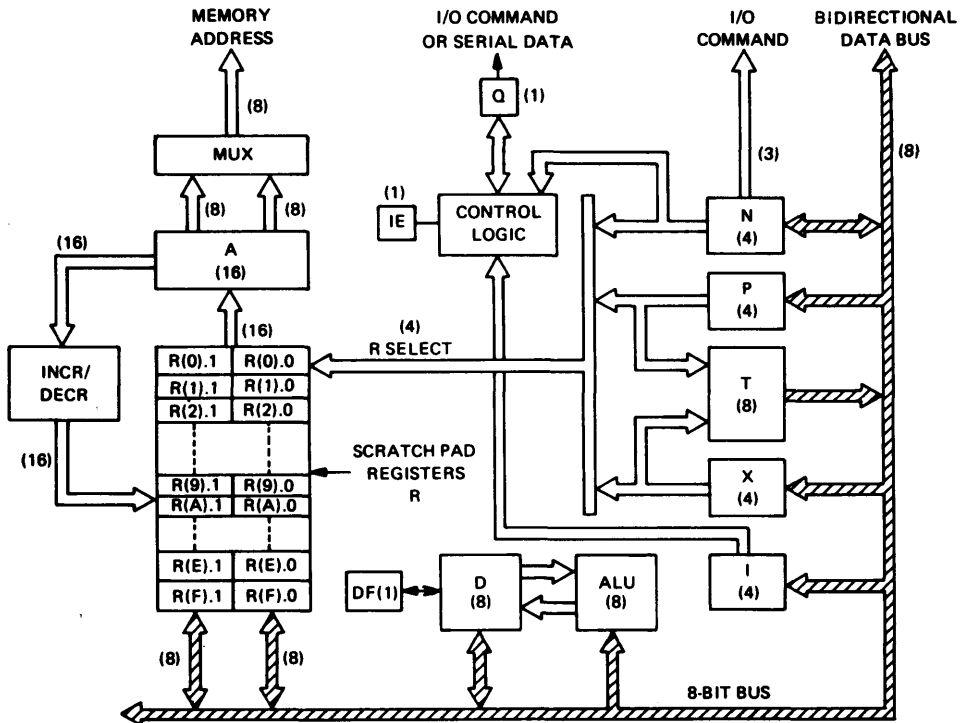 MEMORY
ADDRESS
I/O COMMAND
OR SERIAL DATA
I/O
COMMAND
BIDIRECTIONAL
DATA BUS
(8)
Q
(1)
MUX
(3)
(8)
(8)
(8)
(1)
IE
CONTROL
LOGIC
N
(4)
(16)
A
(16)
P
(4)
(16)
(4)
R SELECT
INCR/
DECR
R(0).1
R(0).0
R(1).1
R(1).0
R(2).1
R(2).0
T
(8)
(16)
SCRATCH PAD
REGISTERS
R
R(9).1
R(9).0
R(A).1
R(A).0
X
(4)
R(E).1
R(E).0
R(F).1
R(F).0
DF(1)
D
(8)
ALU
(8)
I
(4)
(8)
(8)
8-BIT BUS